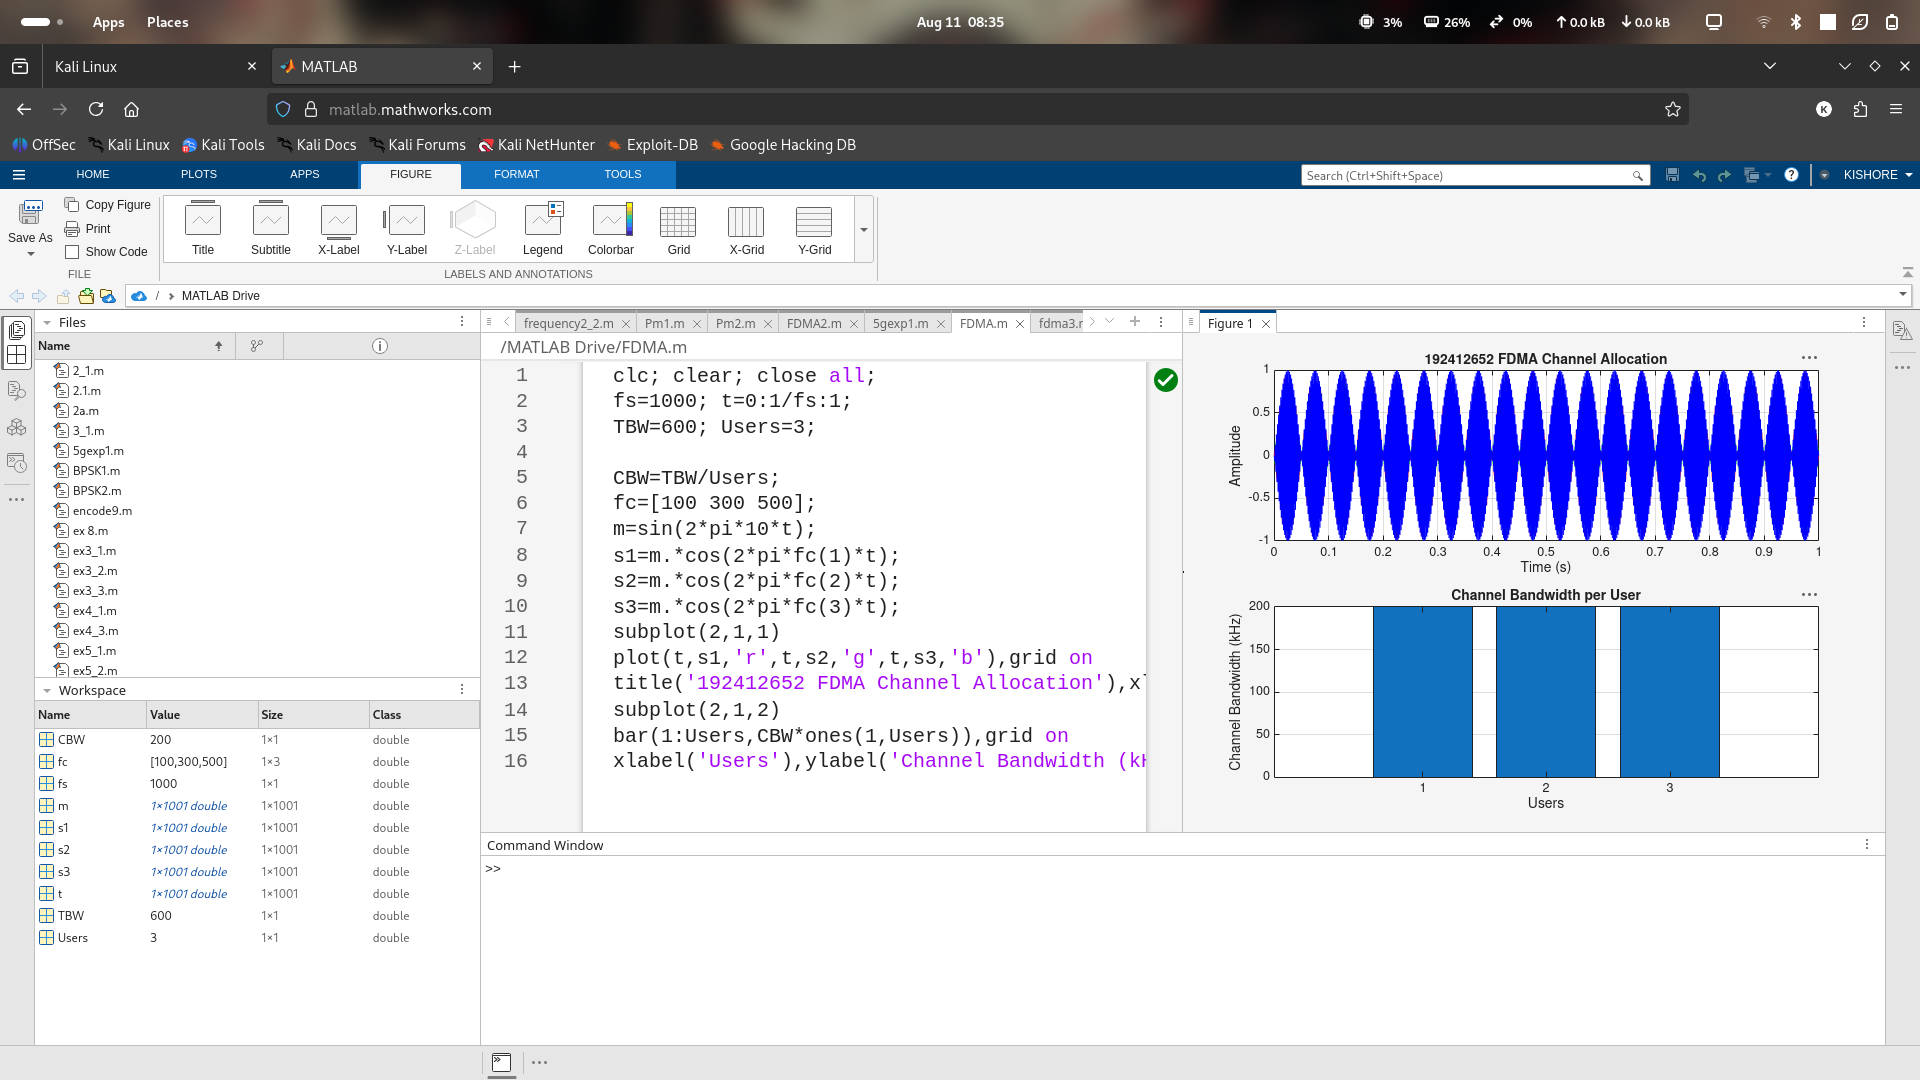 Apps Places Aug 11 08:35 3% 26% 0% 0.0 kB 0.0 kB
Kali Linux MATLAB
matlab.mathworks.com K
OffSec Kali Linux Kali Tools Kali Docs Kali Forums Kali NetHunter Exploit-DB Google Hacking DB
HOME PLOTS APPS FIGURE FORMAT TOOLS Search (Ctrl+Shift+Space) KISHORE
Save As Copy Figure Print Show Code
Title Subtitle X-Label Y-Label Z-Label Legend Colorbar Grid X-Grid Y-Grid
FILE LABELS AND ANNOTATIONS
/ MATLAB Drive
Files
Name
2_1.m
2.1.m
2a.m
3_1.m
5gexp1.m
BPSK1.m
BPSK2.m
encode9.m
ex 8.m
ex3_1.m
ex3_2.m
ex3_3.m
ex4_1.m
ex4_3.m
ex5_1.m
ex5_2.m
Workspace
Name Value Size Class
CBW 200 1×1 double
fc [100,300,500] 1×3 double
fs 1000 1×1 double
m 1×1001 double 1×1001 double
s1 1×1001 double 1×1001 double
s2 1×1001 double 1×1001 double
s3 1×1001 double 1×1001 double
t 1×1001 double 1×1001 double
TBW 600 1×1 double
Users 3 1×1 double
frequency2_2.m Pm1.m Pm2.m FDMA2.m 5gexp1.m FDMA.m fdma3.m
/MATLAB Drive/FDMA.m
1 clc; clear; close all;
2 fs=1000; t=0:1/fs:1;
3 TBW=600; Users=3;
4
5 CBW=TBW/Users;
6 fc=[100 300 500];
7 m=sin(2*pi*10*t);
8 s1=m.*cos(2*pi*fc(1)*t);
9 s2=m.*cos(2*pi*fc(2)*t);
10 s3=m.*cos(2*pi*fc(3)*t);
11 subplot(2,1,1)
12 plot(t,s1,'r',t,s2,'g',t,s3,'b'),grid on
13 title('192412652 FDMA Channel Allocation'),xl
14 subplot(2,1,2)
15 bar(1:Users,CBW*ones(1,Users)),grid on
16 xlabel('Users'),ylabel('Channel Bandwidth (kH
Figure 1
192412652 FDMA Channel Allocation
Amplitude
1
0.5
0
-0.5
-1
0 0.1 0.2 0.3 0.4 0.5 0.6 0.7 0.8 0.9 1
Time (s)
Channel Bandwidth per User
Channel Bandwidth (kHz)
200
150
100
50
0
1 2 3
Users
Command Window
>>